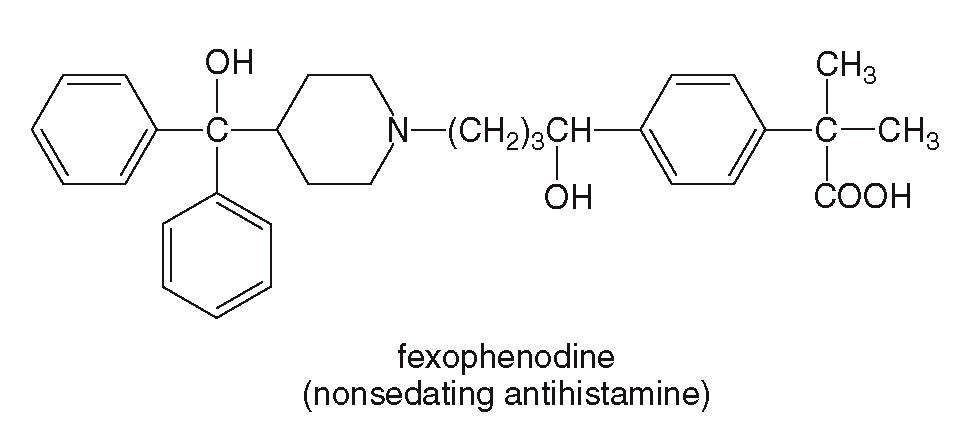 OH
CH₃
C
N
(CH₂)₃CH
C
CH₃
OH
COOH
fexophenodine
(nonsedating antihistamine)